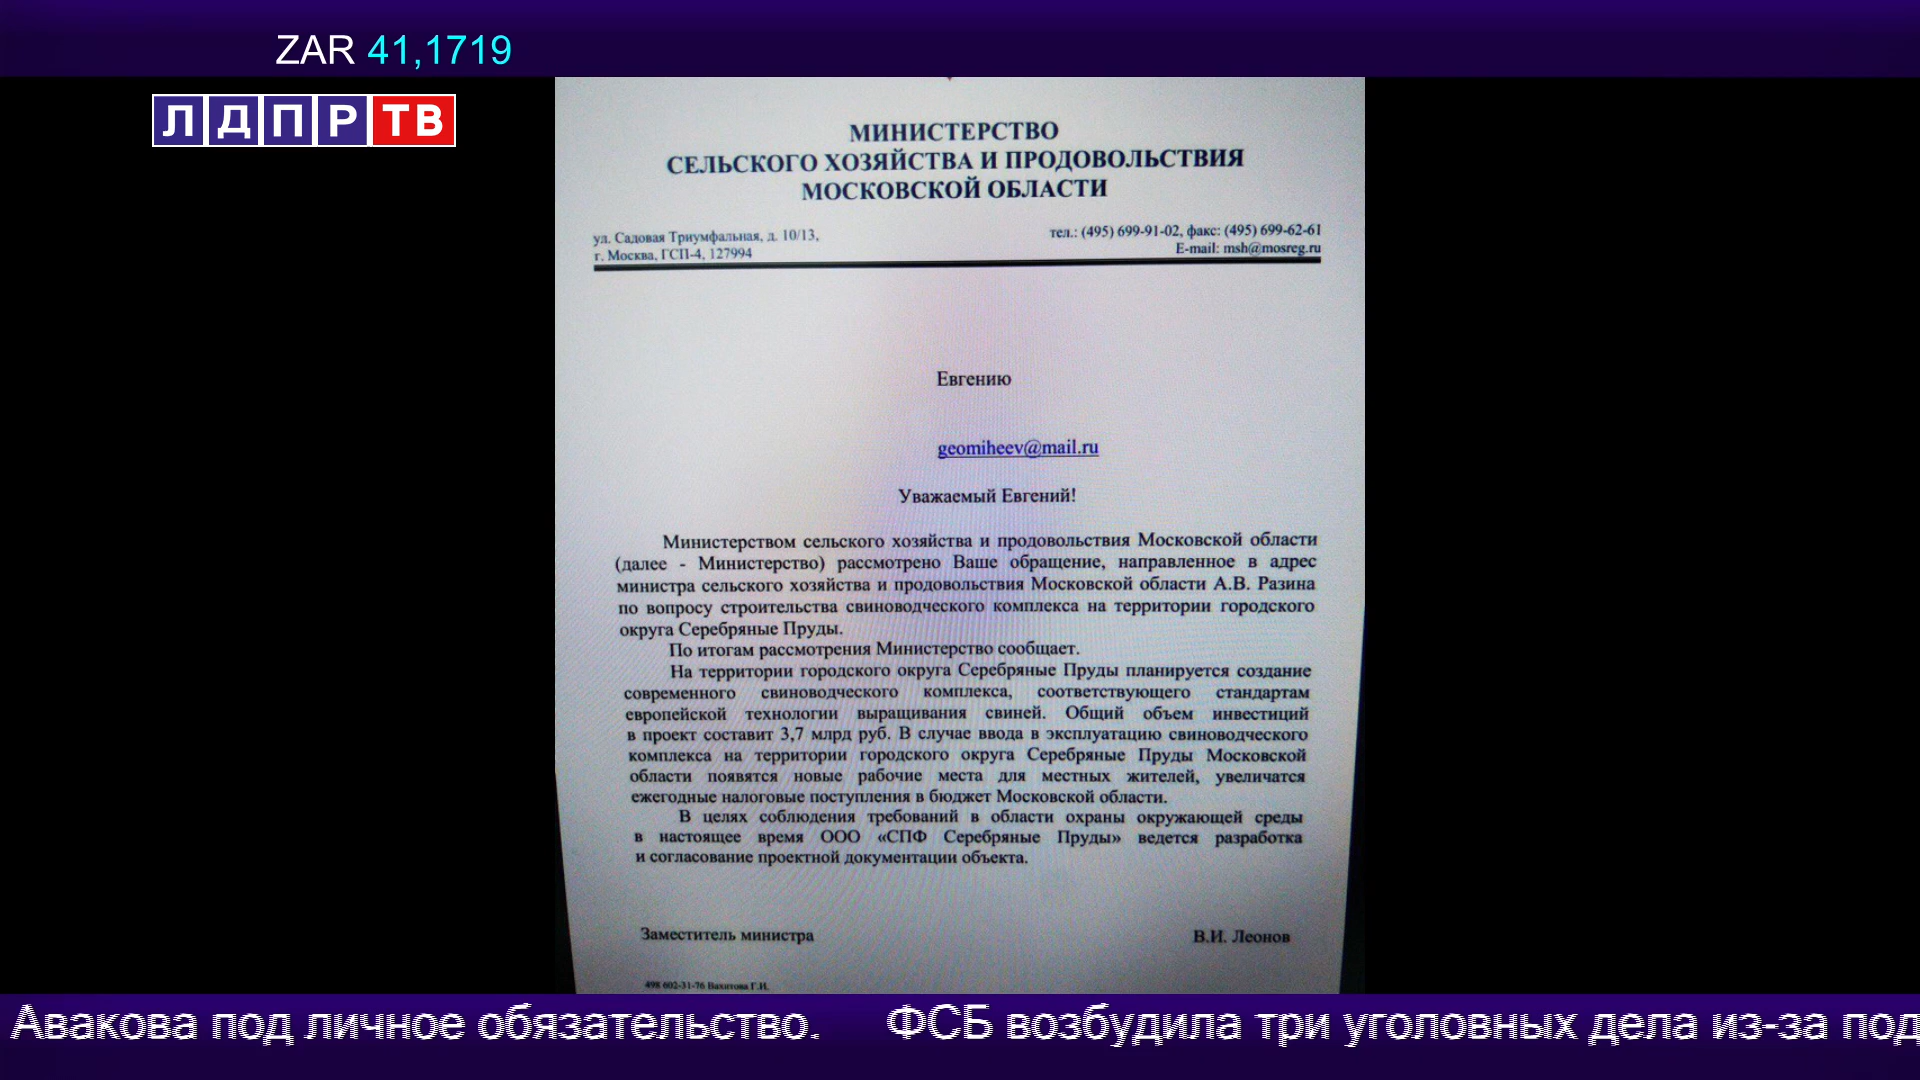 ZAR 41,1719
ЛДПР ТВ
МИНИСТЕРСТВО
СЕЛЬСКОГО ХОЗЯЙСТВА И ПРОДОВОЛЬСТВИЯ
МОСКОВСКОЙ ОБЛАСТИ
ул. Садовая Триумфальная, д. 10/13,
г. Москва, ГСП-4, 127994
тел.: (495) 699-91-02, факс: (495) 699-62-61
E-mail: msh@mosreg.ru
Евгению
geomiheev@mail.ru
Уважаемый Евгений!
Министерством сельского хозяйства и продовольствия Московской области
(далее - Министерство) рассмотрено Ваше обращение, направленное в адрес
министра сельского хозяйства и продовольствия Московской области А.В. Разина
по вопросу строительства свиноводческого комплекса на территории городского
округа Серебряные Пруды.
По итогам рассмотрения Министерство сообщает.
На территории городского округа Серебряные Пруды планируется создание
современного свиноводческого комплекса, соответствующего стандартам
европейской технологии выращивания свиней. Общий объем инвестиций
в проект составит 3,7 млрд руб. В случае ввода в эксплуатацию свиноводческого
комплекса на территории городского округа Серебряные Пруды Московской
области появятся новые рабочие места для местных жителей, увеличатся
ежегодные налоговые поступления в бюджет Московской области.
В целях соблюдения требований в области охраны окружающей среды
в настоящее время ООО «СПФ Серебряные Пруды» ведется разработка
и согласование проектной документации объекта.
Заместитель министра
В.И. Леонов
498 602-31-76 Вахитова Г.И.
Авакова под личное обязательство. ФСБ возбудила три уголовных дела из-за под